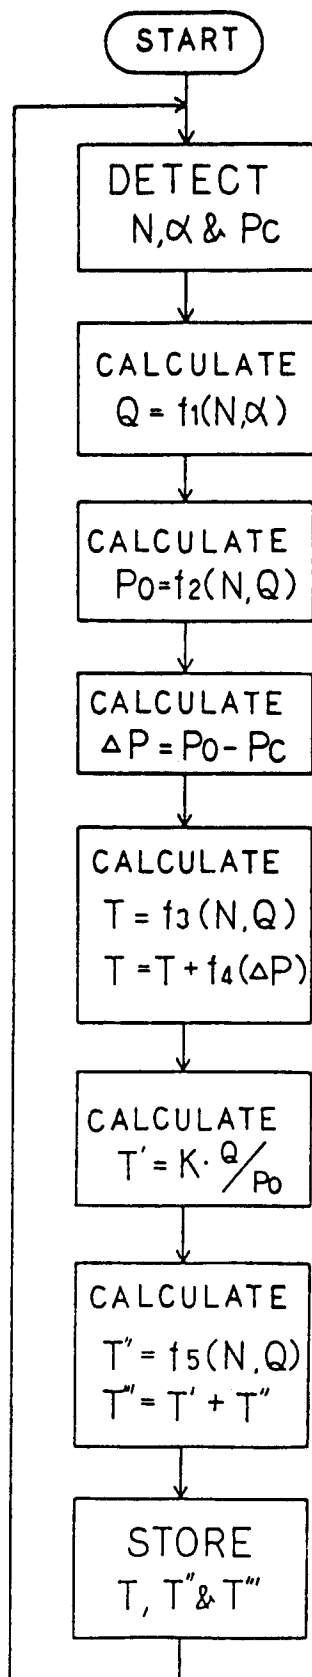 START
DETECT
N,α & Pc
CALCULATE
Q = f1(N,α)
CALCULATE
Po=f2(N,Q)
CALCULATE
ΔP = Po - Pc
CALCULATE
T = f3(N,Q)
T = T + f4(ΔP)
CALCULATE
T' = K · Q/Po
CALCULATE
T" = f5(N,Q)
T"' = T' + T"
STORE
T, T" & T"'